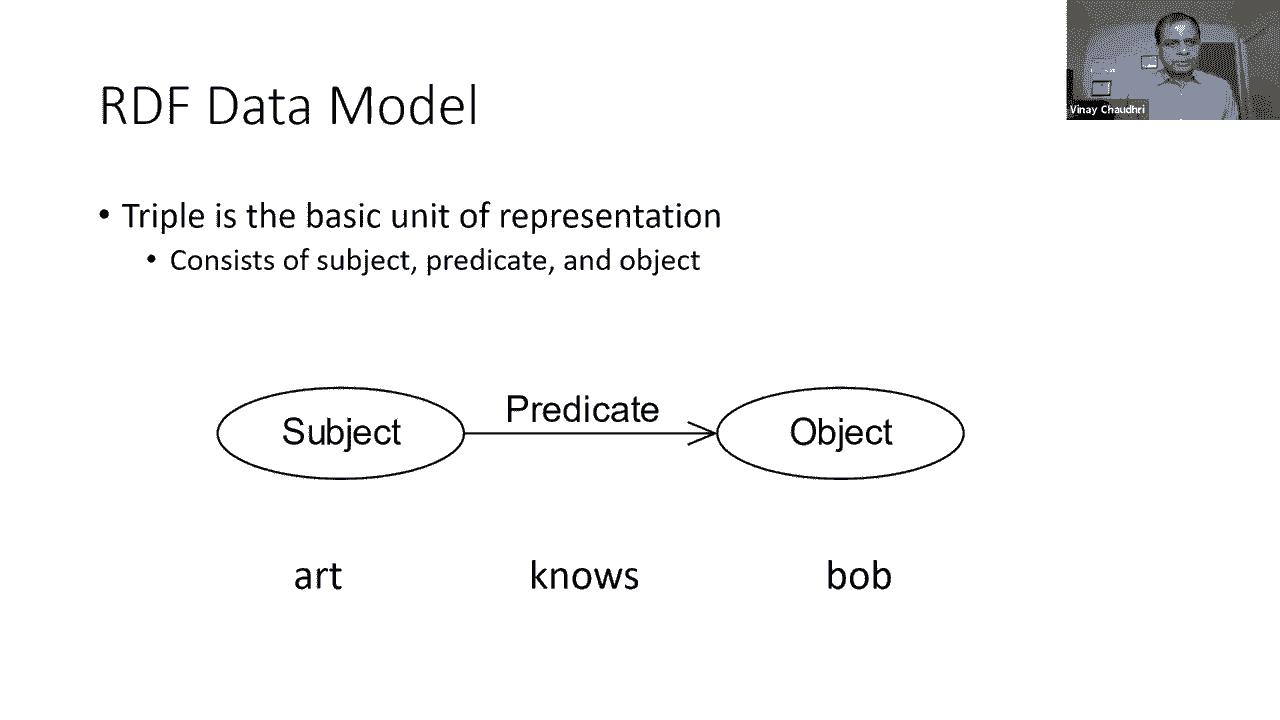 RDF Data Model
Vinay Chaudhri
• Triple is the basic unit of representation
• Consists of subject, predicate, and object
Subject Predicate Object
art knows bob